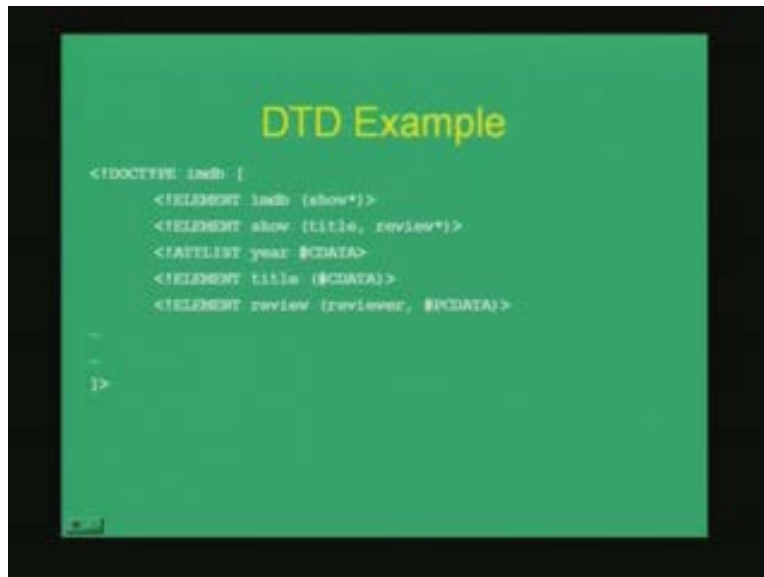 DTD Example
<!DOCTYPE imdb [
<!ELEMENT imdb (show*)>
<!ELEMENT show (title, review*)>
<!ATTLIST year #CDATA>
<!ELEMENT title (#CDATA)>
<!ELEMENT review (reviewer, #PCDATA)>
…
…
]>